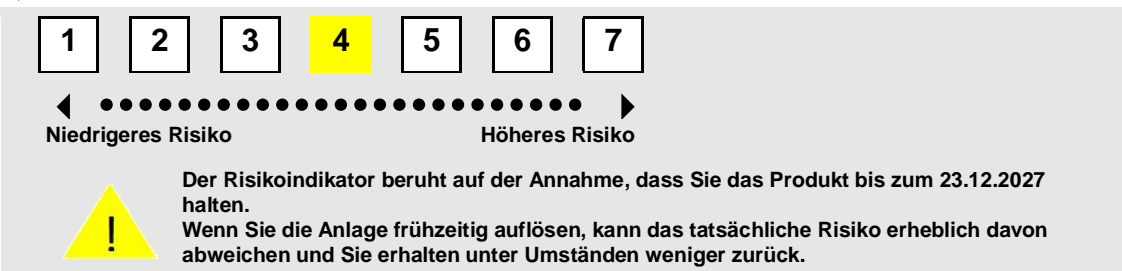 1 2 3 4 5 6 7
Niedrigeres Risiko Höheres Risiko
Der Risikoindikator beruht auf der Annahme, dass Sie das Produkt bis zum 23.12.2027
halten.
Wenn Sie die Anlage frühzeitig auflösen, kann das tatsächliche Risiko erheblich davon
abweichen und Sie erhalten unter Umständen weniger zurück.
!